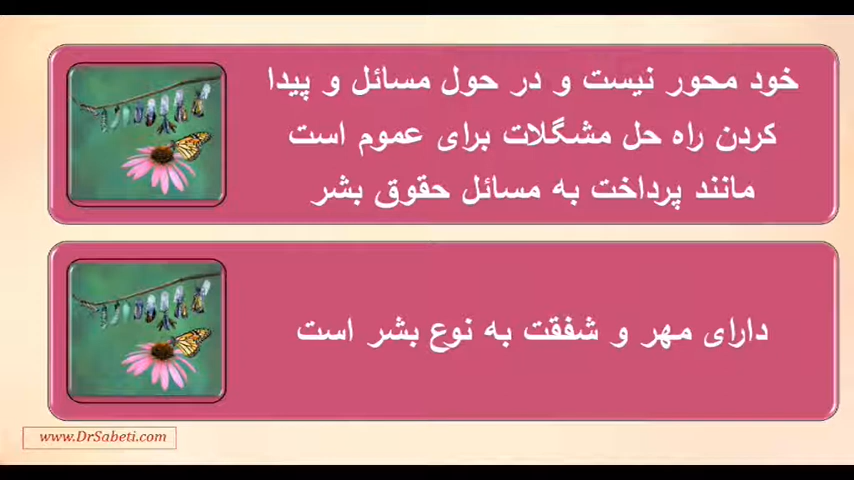 خود محور نیست و در حول مسائل و پیدا
کردن راه حل مشگلات برای عموم است
مانند پرداخت به مسائل حقوق بشر
دارای مهر و شفقت به نوع بشر است
www.DrSabeti.com